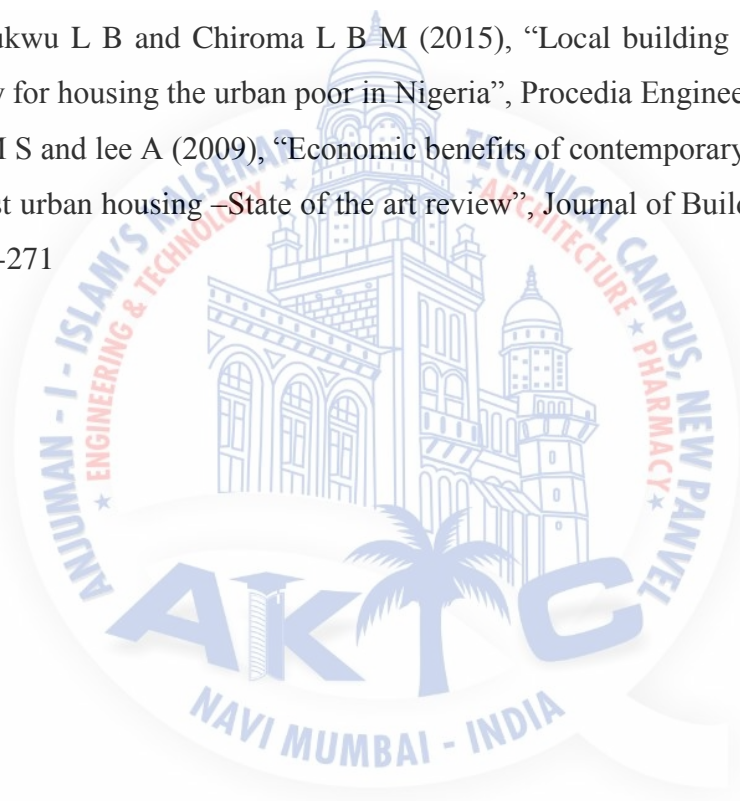 ukwu L B and Chiroma L B M (2015), “Local building
for housing the urban poor in Nigeria”, Procedia Enginee
S and lee A (2009), “Economic benefits of contemporary
st urban housing –State of the art review”, Journal of Buil
-271
ANJUMAN - I - ISLAM'S KALSEKAR TECHNICAL CAMPUS, NEW PANVEL
★ ENGINEERING & TECHNOLOGY ★ ★ ARCHITECTURE ★ PHARMACY ★
AKTC
NAVI MUMBAI - INDIA